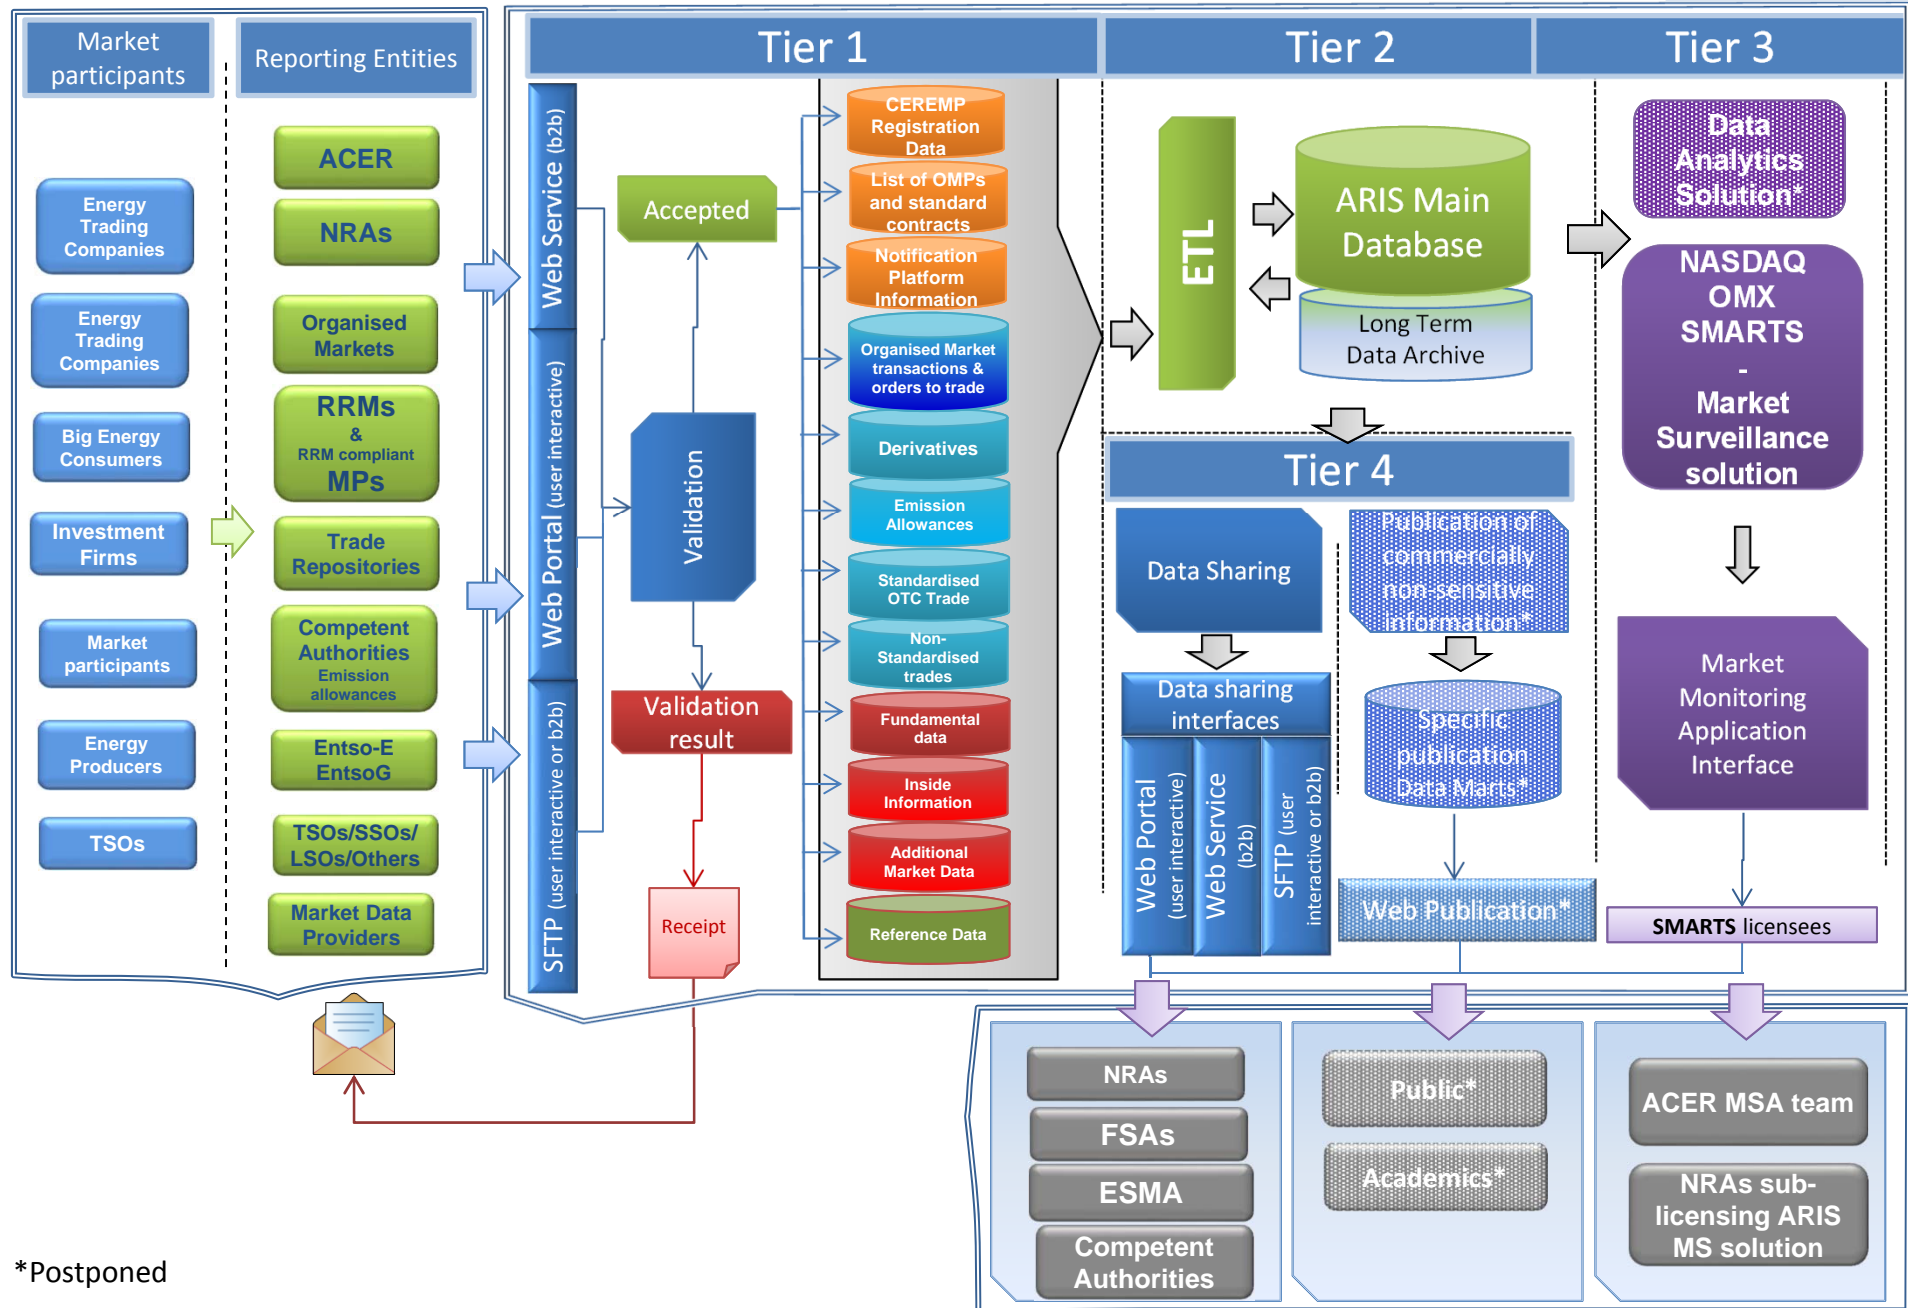 Market
participants
Energy
Trading
Companies
Energy
Trading
Companies
Big Energy
Consumers
Investment
Firms
Market
participants
Energy
Producers
TSOs
Reporting Entities
ACER
NRAs
Organised
Markets
RRMs
&
RRM compliant
MPs
Trade
Repositories
Competent
Authorities
Emission
allowances
Entso-E
EntsoG
TSOs/SSOs/
LSOs/Others
Market Data
Providers
Tier 1
Web Service (b2b)
Web Portal (user interactive)
SFTP (user interactive or b2b)
Accepted
Validation
Validation
result
Receipt
CEREMP
Registration
Data
List of OMPs
and standard
contracts
Notification
Platform
Information
Organised Market
transactions &
orders to trade
Derivatives
Emission
Allowances
Standardised
OTC Trade
Non-
Standardised
trades
Fundamental
data
Inside
Information
Additional
Market Data
Reference Data
Tier 2
ETL
ARIS Main
Database
Long Term
Data Archive
Tier 3
Data
Analytics
Solution*
NASDAQ
OMX
SMARTS
-
Market
Surveillance
solution
Market
Monitoring
Application
Interface
SMARTS licensees
Tier 4
Data Sharing
Data sharing
interfaces
Web Portal
(user interactive)
Web Service
(b2b)
SFTP (user
interactive or b2b)
Publication of
commercially
non-sensitive
information*
Specific
publication
Data Marts*
Web Publication*
NRAs
FSAs
ESMA
Competent
Authorities
Public*
Academics*
ACER MSA team
NRAs sub-
licensing ARIS
MS solution
*Postponed